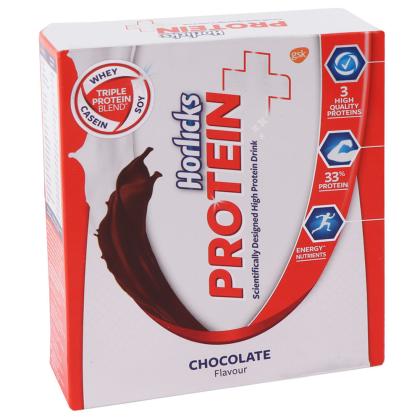 WHEY
TRIPLE
PROTEIN
BLEND
CASEIN
SOY
Horlicks
PROTEIN+
Scientifically Designed High Protein Drink
gsk
3
HIGH
QUALITY
PROTEINS
33%
PROTEIN
ENERGY
NUTRIENTS
CHOCOLATE
Flavour